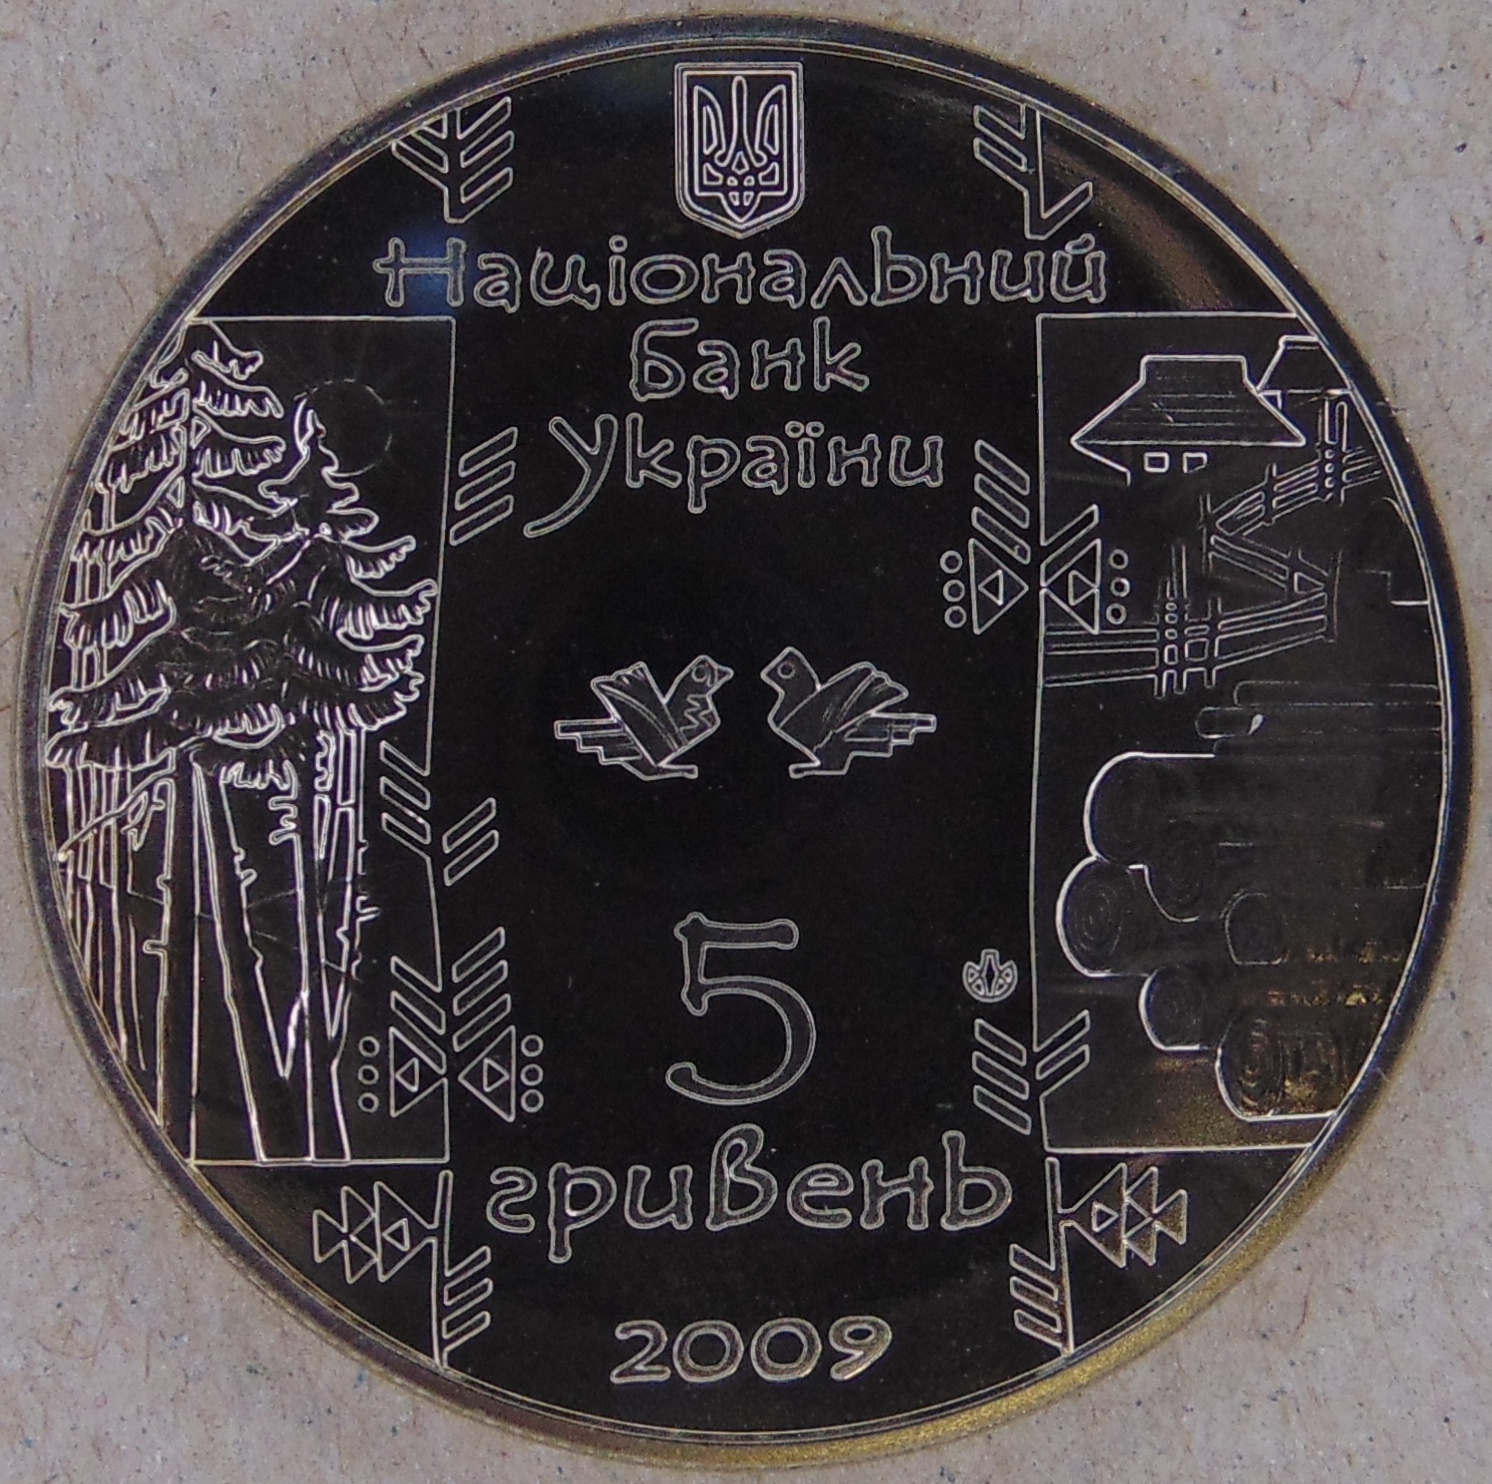 Національний
Банк
України
5
гривень
2009